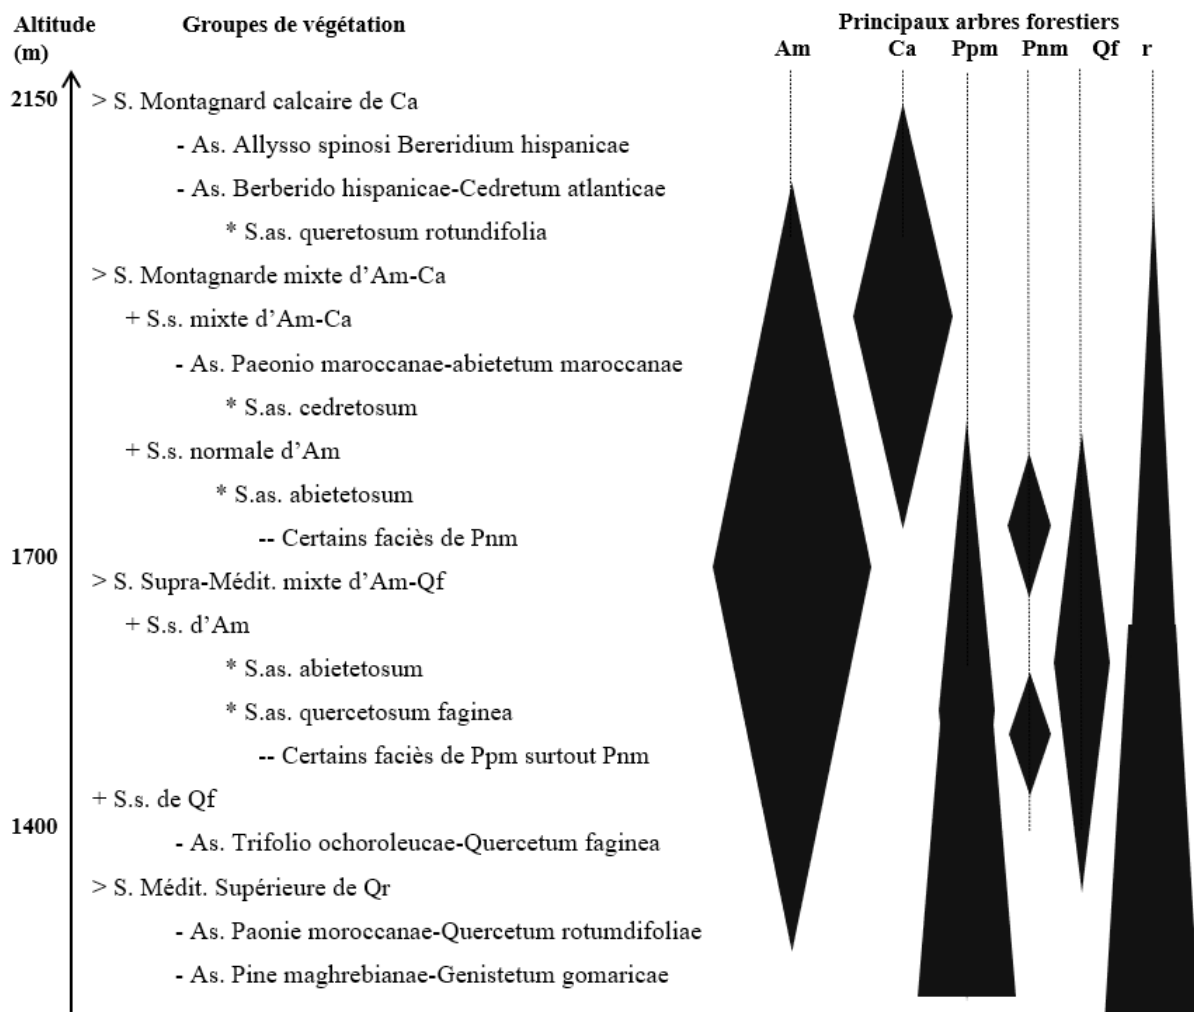 Altitude
(m)
Groupes de végétation
Principaux arbres forestiers
Am Ca Ppm Pnm Qf r
2150
> S. Montagnard calcaire de Ca
- As. Allysso spinosi Bereridium hispanicae
- As. Berberido hispanicae-Cedretum atlanticae
* S.as. queretosum rotundifolia
> S. Montagnarde mixte d’Am-Ca
+ S.s. mixte d’Am-Ca
- As. Paeonio maroccanae-abietetum maroccanae
* S.as. cedretosum
+ S.s. normale d’Am
* S.as. abietetosum
-- Certains faciès de Pnm
1700
> S. Supra-Médit. mixte d’Am-Qf
+ S.s. d’Am
* S.as. abietetosum
* S.as. quercetosum faginea
-- Certains faciès de Ppm surtout Pnm
+ S.s. de Qf
1400
- As. Trifolio ochoroleucae-Quercetum faginea
> S. Médit. Supérieure de Qr
- As. Paonie moroccanae-Quercetum rotumdifoliae
- As. Pine maghrebianae-Genistetum gomaricae